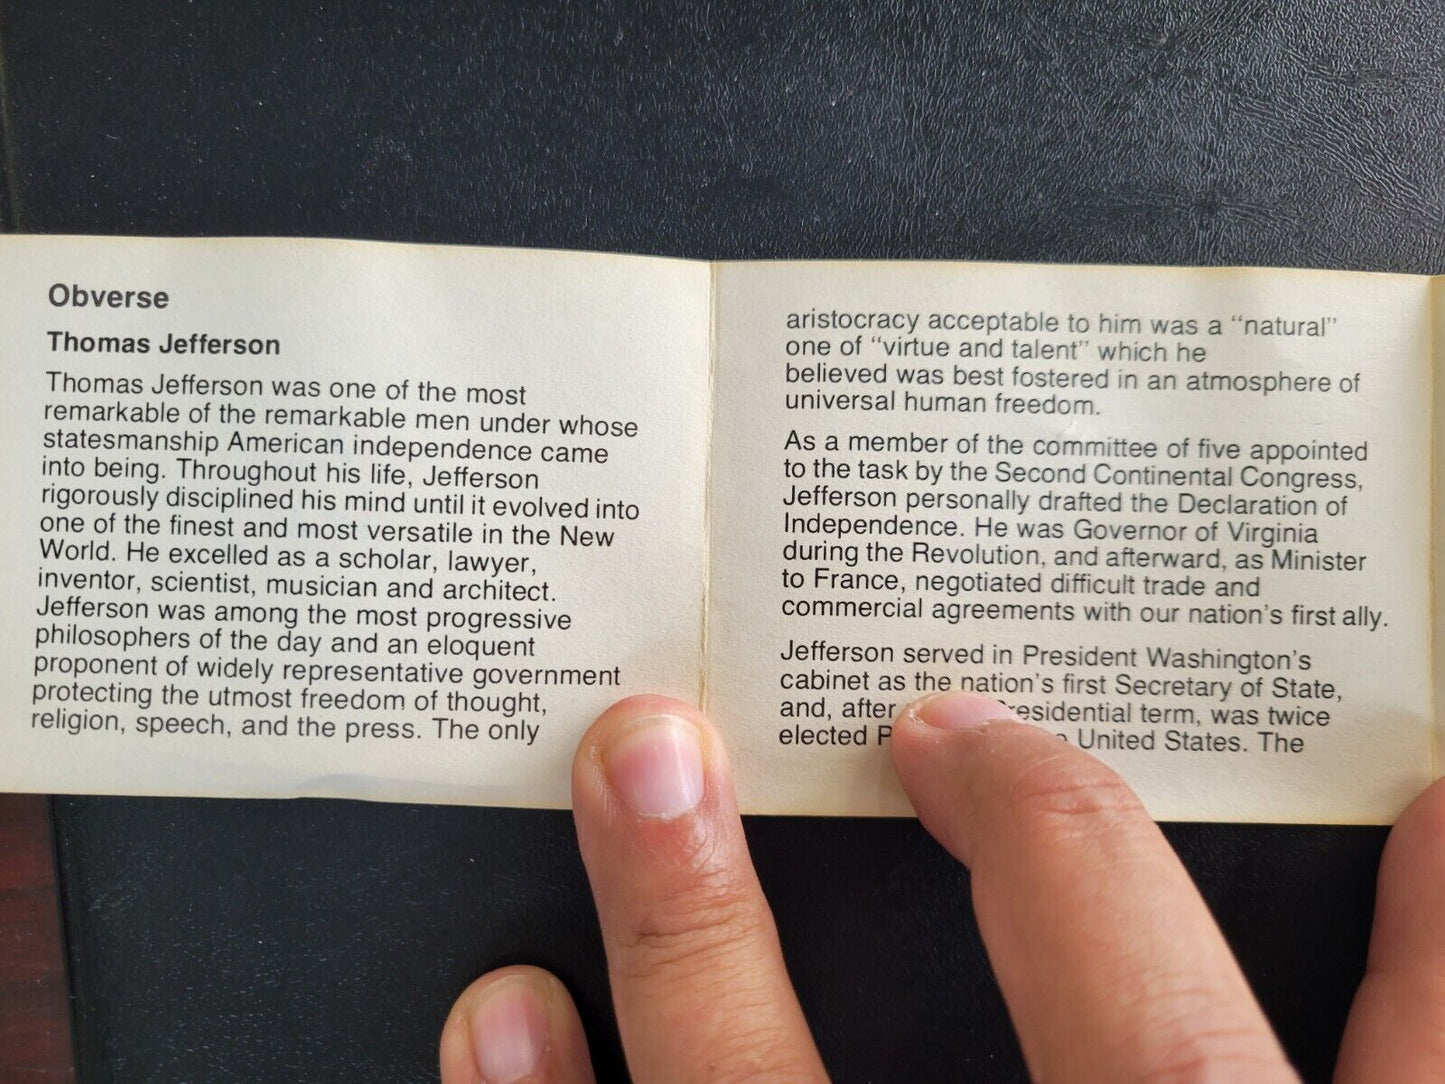 Obverse
Thomas Jefferson
Thomas Jefferson was one of the most
remarkable of the remarkable men under whose
statesmanship American independence came
into being. Throughout his life, Jefferson
rigorously disciplined his mind until it evolved into
one of the finest and most versatile in the New
World. He excelled as a scholar, lawyer,
inventor, scientist, musician and architect.
Jefferson was among the most progressive
philosophers of the day and an eloquent
proponent of widely representative government
protecting the utmost freedom of thought,
religion, speech, and the press. The only
aristocracy acceptable to him was a “natural”
one of “virtue and talent” which he
believed was best fostered in an atmosphere of
universal human freedom.
As a member of the committee of five appointed
to the task by the Second Continental Congress,
Jefferson personally drafted the Declaration of
Independence. He was Governor of Virginia
during the Revolution, and afterward, as Minister
to France, negotiated difficult trade and
commercial agreements with our nation's first ally.
Jefferson served in President Washington's
cabinet as the nation's first Secretary of State,
and, after term, was twice
elected United States. The